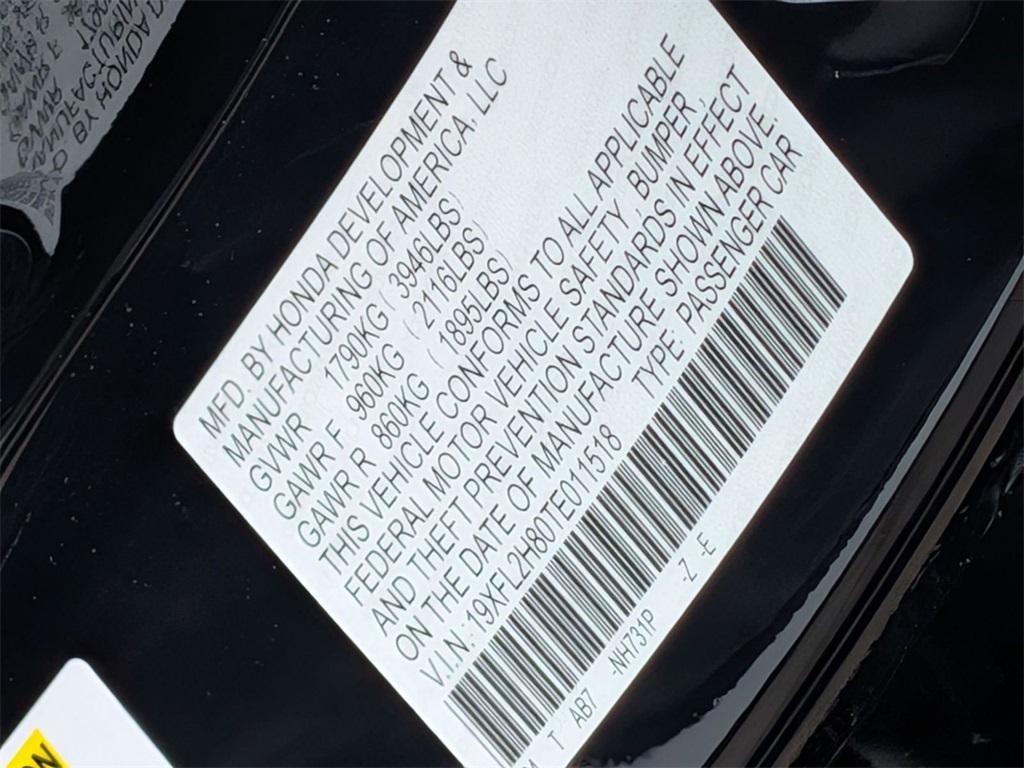 MFD. BY HONDA DEVELOPMENT &
MANUFACTURING OF AMERICA, LLC
GVWR 1790KG ( 3946LBS)
GAWR F 960KG ( 2116LBS)
GAWR R 860KG ( 1895LBS)
THIS VEHICLE CONFORMS TO ALL APPLICABLE
FEDERAL MOTOR VEHICLE SAFETY, BUMPER,
AND THEFT PREVENTION STANDARDS IN EFFECT
ON THE DATE OF MANUFACTURE SHOWN ABOVE.
V.I.N.:19XFL2H80TE011518 TYPE: PASSENGER CAR
T AB7 -NH731P -Z -E